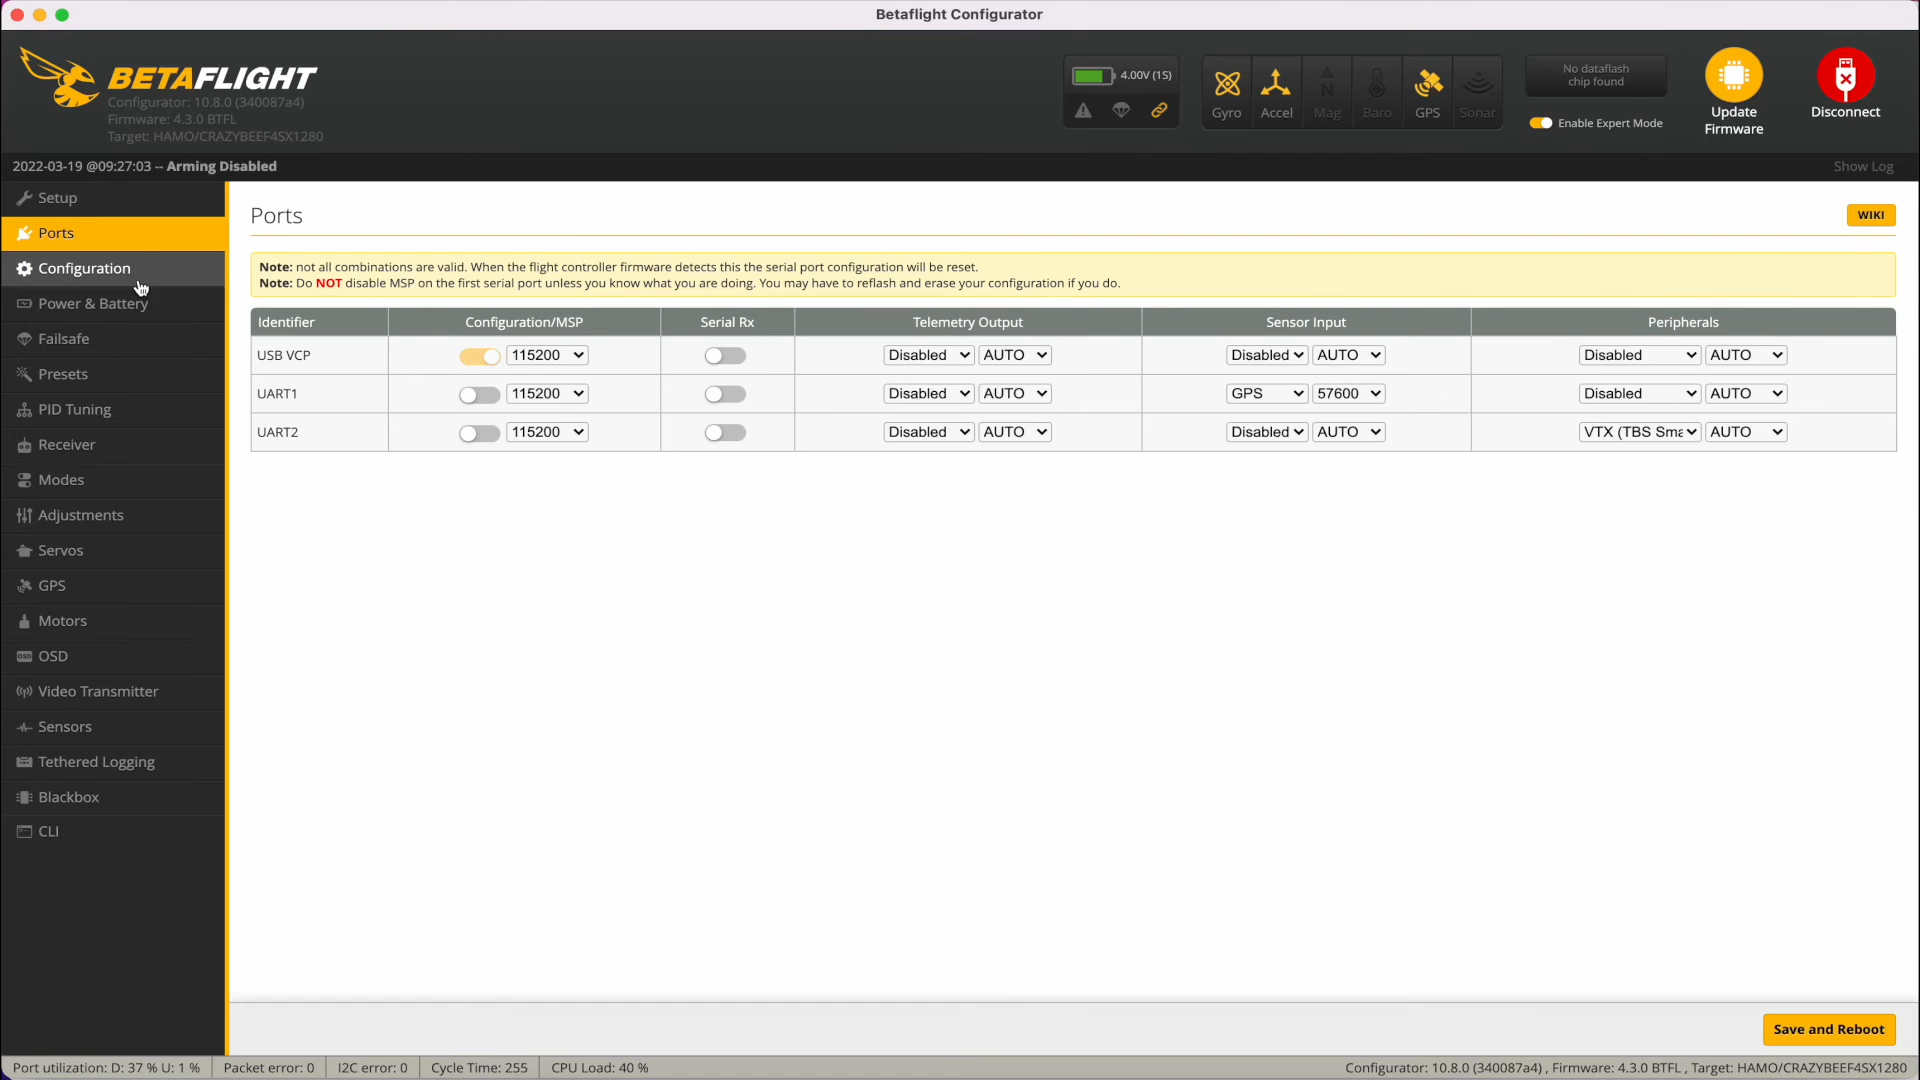 Betaflight Configurator
BETAFLIGHT
Configurator: 10.8.0 (340087a4)
Firmware: 4.3.0 BTFL
Target: HAMO/CRAZYBEEF4SX1280
4.00V (1S)
Gyro
Accel
Mag
Baro
GPS
Sonar
No dataflash
chip found
Enable Expert Mode
Update
Firmware
Disconnect
2022-03-19 @09:27:03 -- Arming Disabled
Show Log
Setup
Ports
Configuration
Power & Battery
Failsafe
Presets
PID Tuning
Receiver
Modes
Adjustments
Servos
GPS
Motors
OSD
Video Transmitter
Sensors
Tethered Logging
Blackbox
CLI
Ports
WIKI
Note: not all combinations are valid. When the flight controller firmware detects this the serial port configuration will be reset.
Note: Do NOT disable MSP on the first serial port unless you know what you are doing. You may have to reflash and erase your configuration if you do.
Identifier Configuration/MSP Serial Rx Telemetry Output Sensor Input Peripherals
USB VCP 115200 Disabled AUTO Disabled AUTO Disabled AUTO
UART1 115200 Disabled AUTO GPS 57600 Disabled AUTO
UART2 115200 Disabled AUTO Disabled AUTO VTX (TBS Sma AUTO
Save and Reboot
Port utilization: D: 37 % U: 1 % Packet error: 0 I2C error: 0 Cycle Time: 255 CPU Load: 40 % Configurator: 10.8.0 (340087a4) , Firmware: 4.3.0 BTFL , Target: HAMO/CRAZYBEEF4SX1280